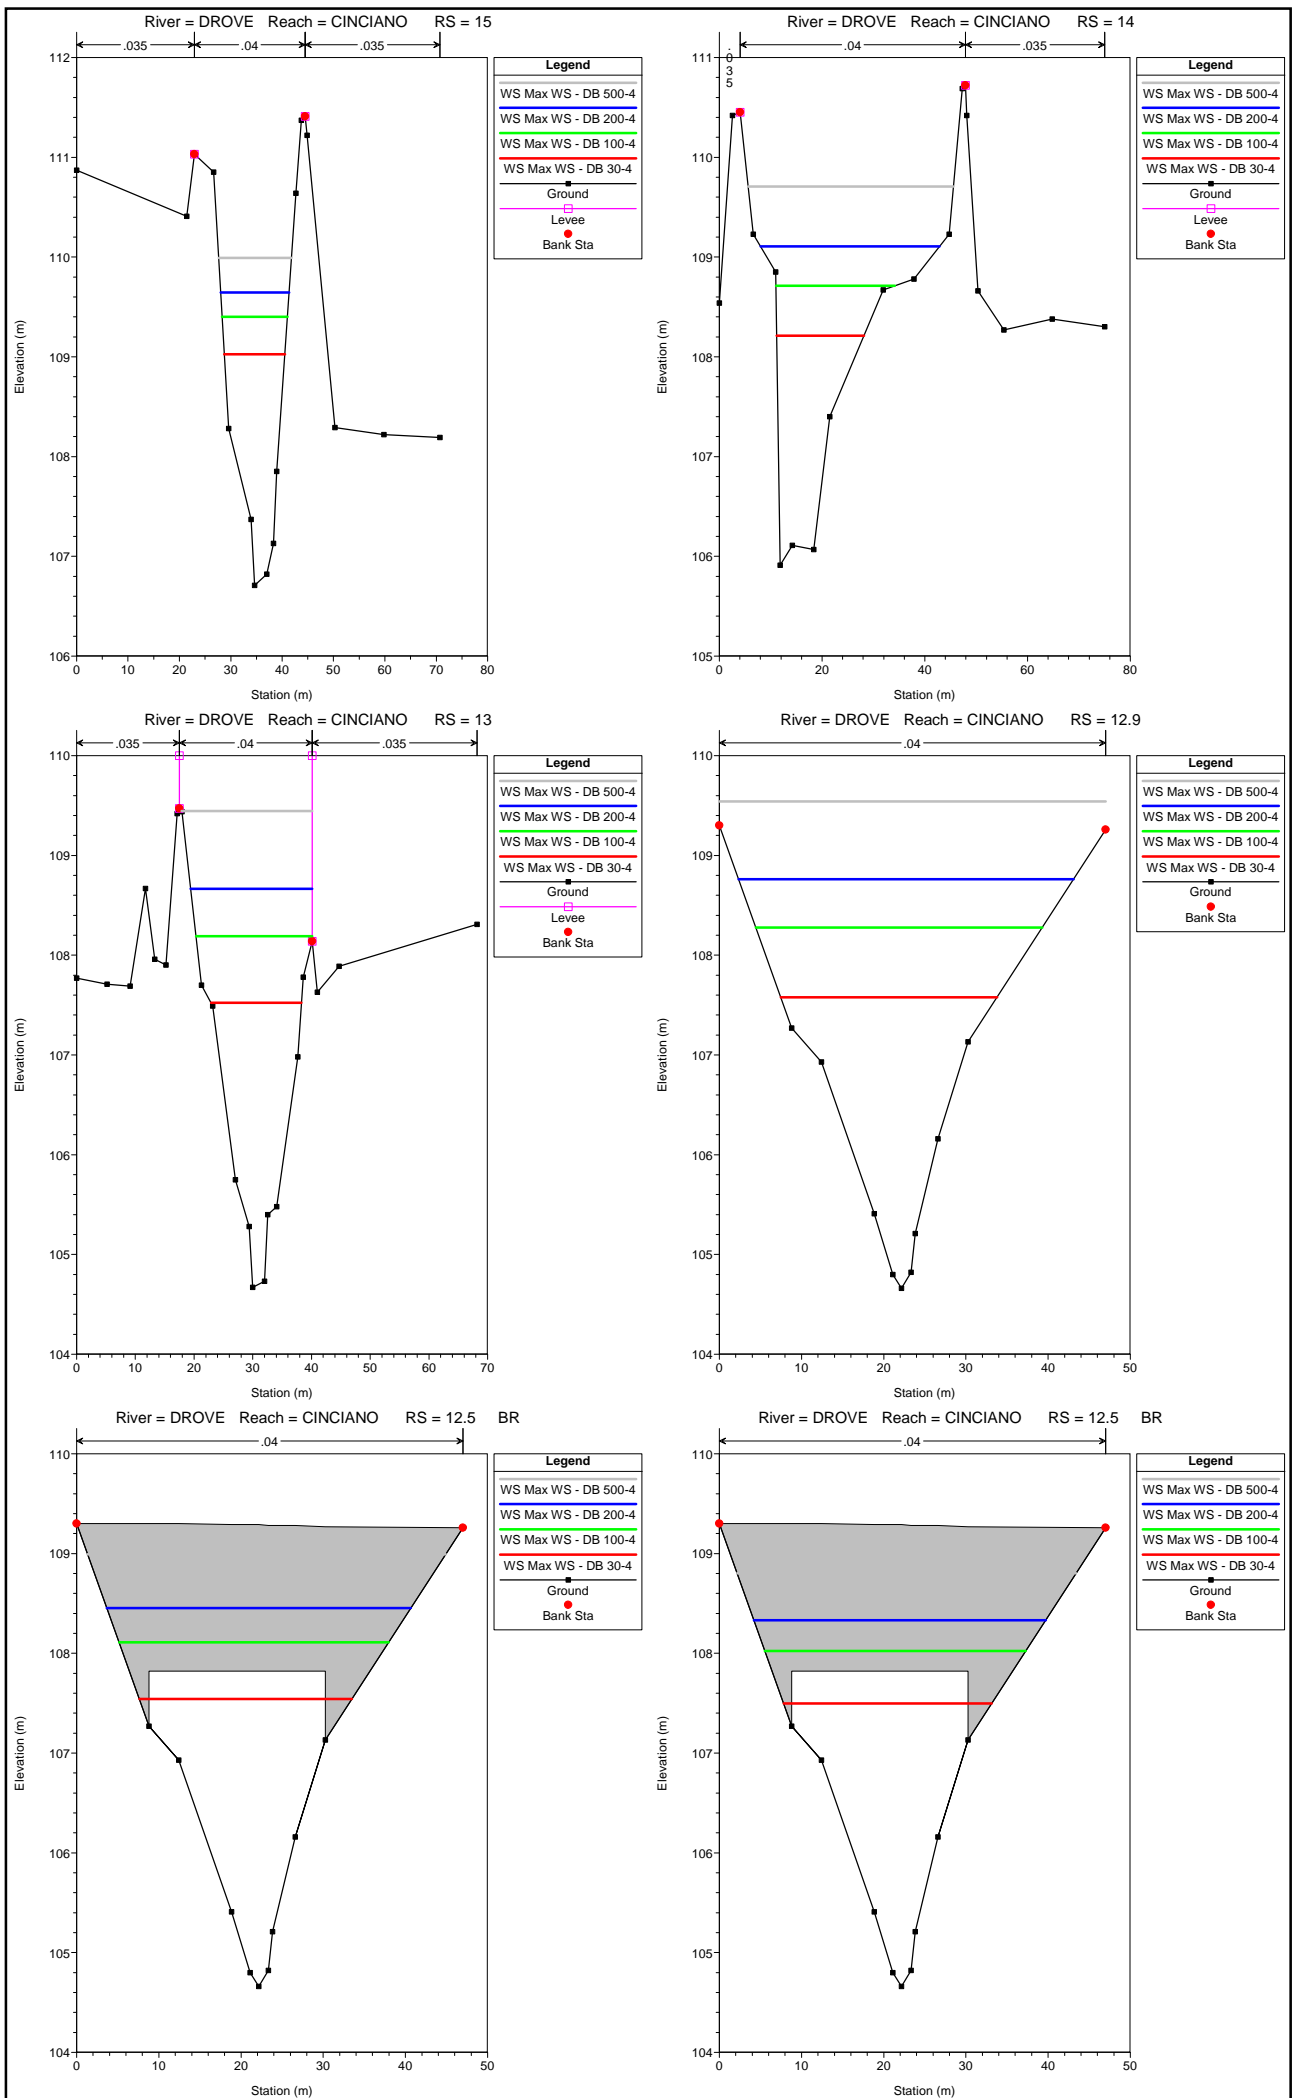 River = DROVE Reach = CINCIANO RS = 15
.035 .04 .035
Legend
WS Max WS - DB 500-4
WS Max WS - DB 200-4
WS Max WS - DB 100-4
WS Max WS - DB 30-4
Ground
Levee
Bank Sta
112
111
110
109
108
107
106
Elevation (m)
0 10 20 30 40 50 60 70 80
Station (m)
River = DROVE Reach = CINCIANO RS = 14
.035 .04 .035
Legend
WS Max WS - DB 500-4
WS Max WS - DB 200-4
WS Max WS - DB 100-4
WS Max WS - DB 30-4
Ground
Levee
Bank Sta
111
110
109
108
107
106
105
Elevation (m)
0 20 40 60 80
Station (m)
River = DROVE Reach = CINCIANO RS = 13
.035 .04 .035
Legend
WS Max WS - DB 500-4
WS Max WS - DB 200-4
WS Max WS - DB 100-4
WS Max WS - DB 30-4
Ground
Levee
Bank Sta
110
109
108
107
106
105
104
Elevation (m)
0 10 20 30 40 50 60 70
Station (m)
River = DROVE Reach = CINCIANO RS = 12.9
.04
Legend
WS Max WS - DB 500-4
WS Max WS - DB 200-4
WS Max WS - DB 100-4
WS Max WS - DB 30-4
Ground
Bank Sta
110
109
108
107
106
105
104
Elevation (m)
0 10 20 30 40 50
Station (m)
River = DROVE Reach = CINCIANO RS = 12.5 BR
.04
Legend
WS Max WS - DB 500-4
WS Max WS - DB 200-4
WS Max WS - DB 100-4
WS Max WS - DB 30-4
Ground
Bank Sta
110
109
108
107
106
105
104
Elevation (m)
0 10 20 30 40 50
Station (m)
River = DROVE Reach = CINCIANO RS = 12.5 BR
.04
Legend
WS Max WS - DB 500-4
WS Max WS - DB 200-4
WS Max WS - DB 100-4
WS Max WS - DB 30-4
Ground
Bank Sta
110
109
108
107
106
105
104
Elevation (m)
0 10 20 30 40 50
Station (m)